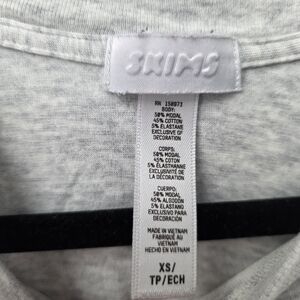 SKIMS
RN 158973
BODY:
50% MODAL
45% COTTON
5% ELASTANE
EXCLUSIVE OF
DECORATION
CORPS:
50% MODAL
45% COTON
5% ELASTHANNE
EXCLUSIVITÉ DE
LA DÉCORATION
CUERPO:
50% MODAL
45% ALGODÓN
5% ELASTANO
EXCLUSIVO PARA
DECORACIÓN
MADE IN VIETNAM
FABRIQUÉ AU
VIETNAM
HECHO EN VIETNAM
XS/
TP/ECH